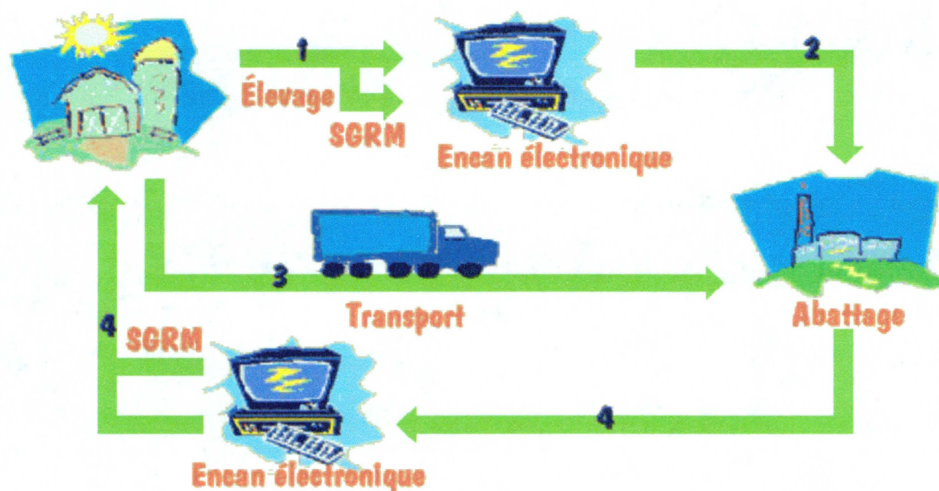 1
2
Élevage
SGRM
Encan électronique
3
Transport
Abattage
4
SGRM
4
Encan électronique